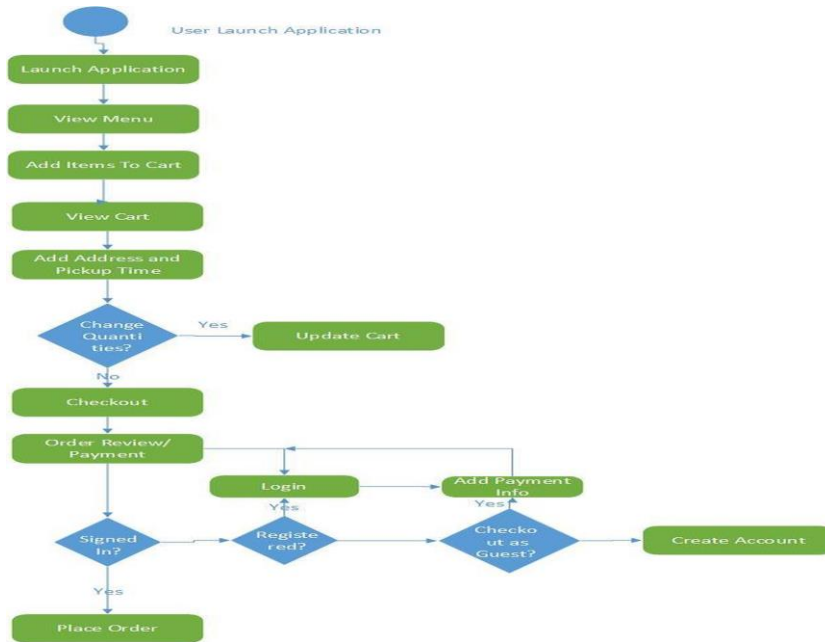 User Launch Application
Launch Application
View Menu
Add Items To Cart
View Cart
Add Address and
Pickup Time
Change
Quanti
ties?
Yes
Update Cart
No
Checkout
Order Review/
Payment
Login
Add Payment
Info
Yes
Yes
Signed
In?
Registe
red?
Checko
ut as
Guest?
Create Account
Yes
Place Order